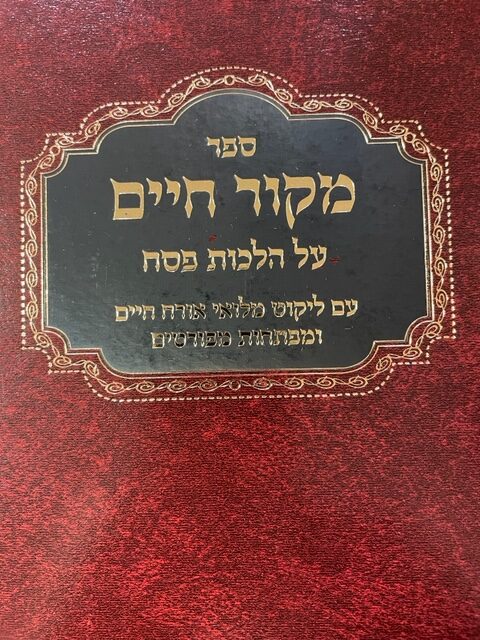 ספר
מקור חיים
על הלכות פסח
עם ליקוט מלואי אורח חיים
ומפתחות מפורטים